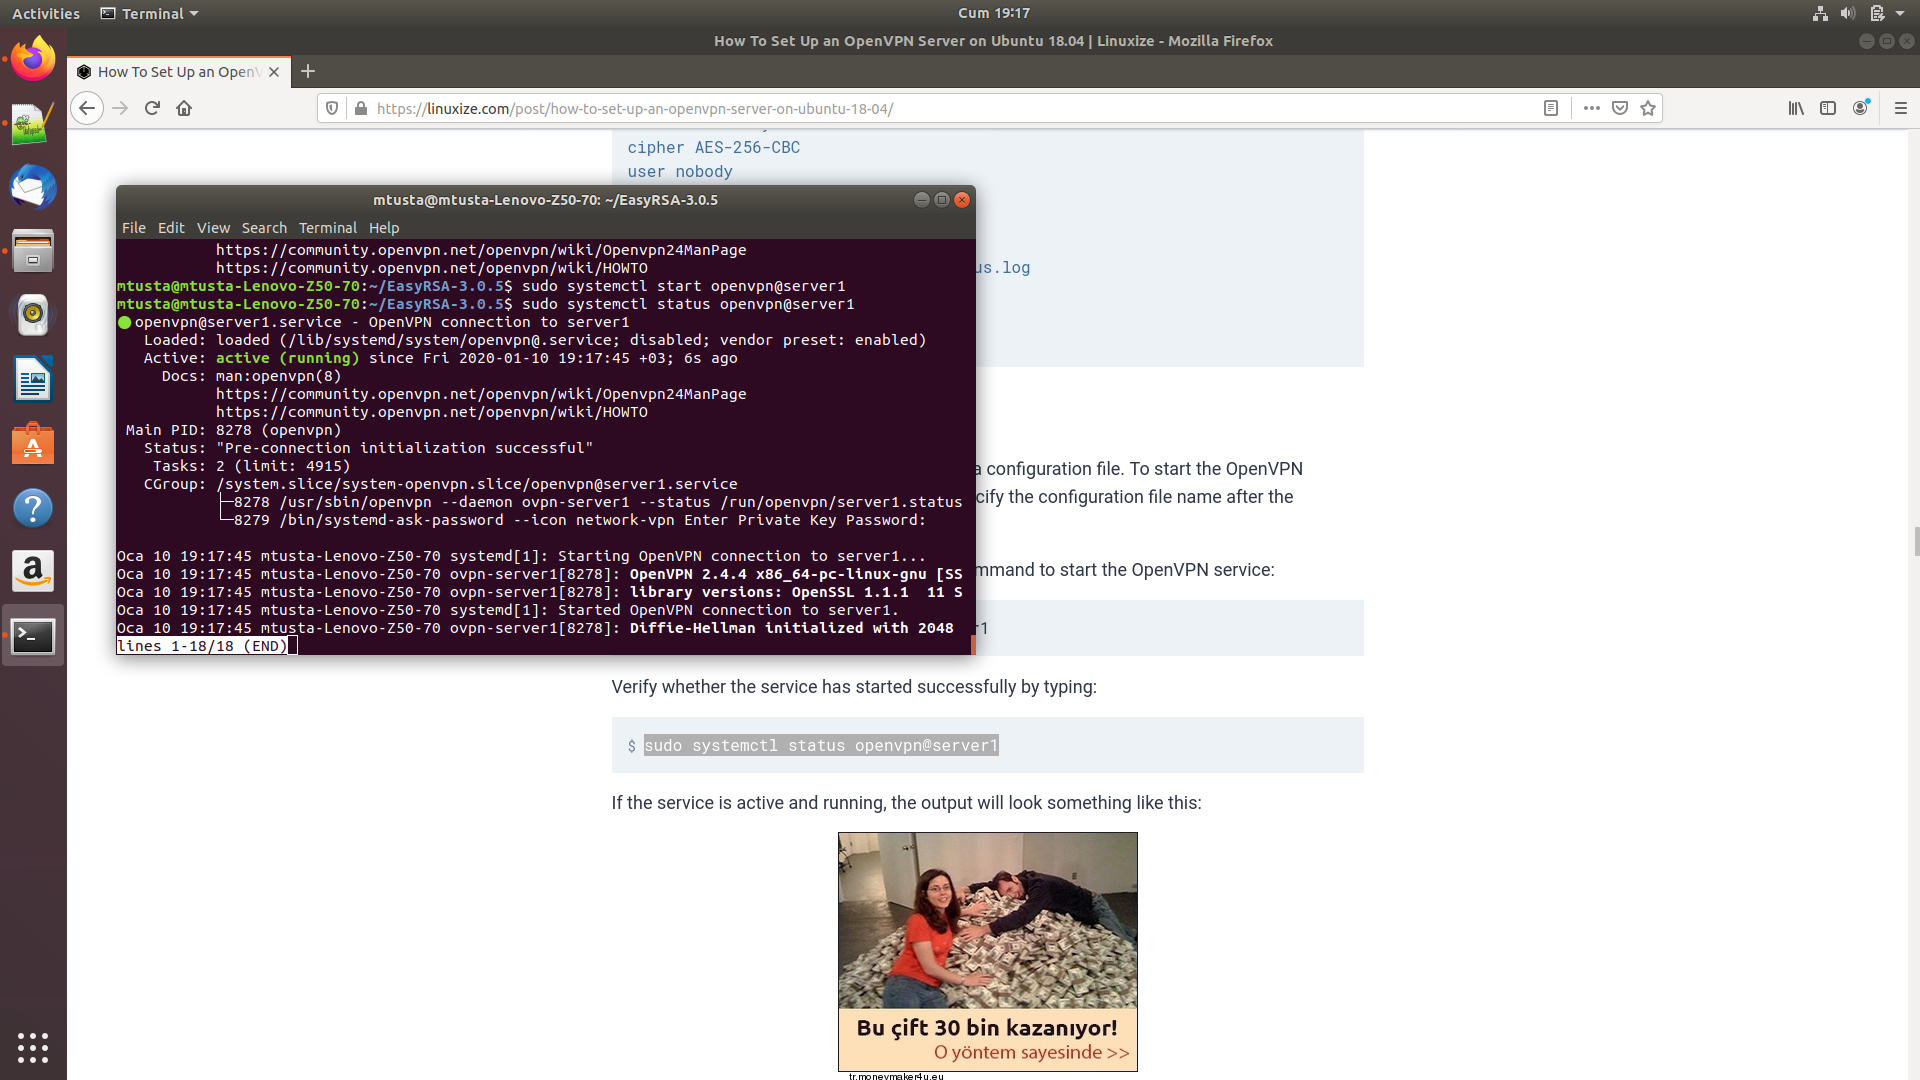 Activities
Terminal
Cum 19:17
How To Set Up an OpenVPN Server on Ubuntu 18.04 | Linuxize - Mozilla Firefox
How To Set Up an OpenV
https://linuxize.com/post/how-to-set-up-an-openvpn-server-on-ubuntu-18-04/
cipher AES-256-CBC
user nobody
mtusta@mtusta-Lenovo-Z50-70: ~/EasyRSA-3.0.5
File Edit View Search Terminal Help
https://community.openvpn.net/openvpn/wiki/Openvpn24ManPage
https://community.openvpn.net/openvpn/wiki/HOWTO
mtusta@mtusta-Lenovo-Z50-70:~/EasyRSA-3.0.5$ sudo systemctl start openvpn@server1
mtusta@mtusta-Lenovo-Z50-70:~/EasyRSA-3.0.5$ sudo systemctl status openvpn@server1
● openvpn@server1.service - OpenVPN connection to server1
Loaded: loaded (/lib/systemd/system/openvpn@.service; disabled; vendor preset: enabled)
Active: active (running) since Fri 2020-01-10 19:17:45 +03; 6s ago
Docs: man:openvpn(8)
https://community.openvpn.net/openvpn/wiki/Openvpn24ManPage
https://community.openvpn.net/openvpn/wiki/HOWTO
Main PID: 8278 (openvpn)
Status: "Pre-connection initialization successful"
Tasks: 2 (limit: 4915)
CGroup: /system.slice/system-openvpn.slice/openvpn@server1.service
├─8278 /usr/sbin/openvpn --daemon ovpn-server1 --status /run/openvpn/server1.status
└─8279 /bin/systemd-ask-password --icon network-vpn Enter Private Key Password:
Oca 10 19:17:45 mtusta-Lenovo-Z50-70 systemd[1]: Starting OpenVPN connection to server1...
Oca 10 19:17:45 mtusta-Lenovo-Z50-70 ovpn-server1[8278]: OpenVPN 2.4.4 x86_64-pc-linux-gnu [SS
Oca 10 19:17:45 mtusta-Lenovo-Z50-70 ovpn-server1[8278]: library versions: OpenSSL 1.1.1  11 S
Oca 10 19:17:45 mtusta-Lenovo-Z50-70 systemd[1]: Started OpenVPN connection to server1.
Oca 10 19:17:45 mtusta-Lenovo-Z50-70 ovpn-server1[8278]: Diffie-Hellman initialized with 2048
lines 1-18/18 (END)
us.log
a configuration file. To start the OpenVPN
cify the configuration file name after the
mmand to start the OpenVPN service:
r1
Verify whether the service has started successfully by typing:
$ sudo systemctl status openvpn@server1
If the service is active and running, the output will look something like this:
Bu çift 30 bin kazanıyor!
O yöntem sayesinde >>
tr.moneymaker4u.eu